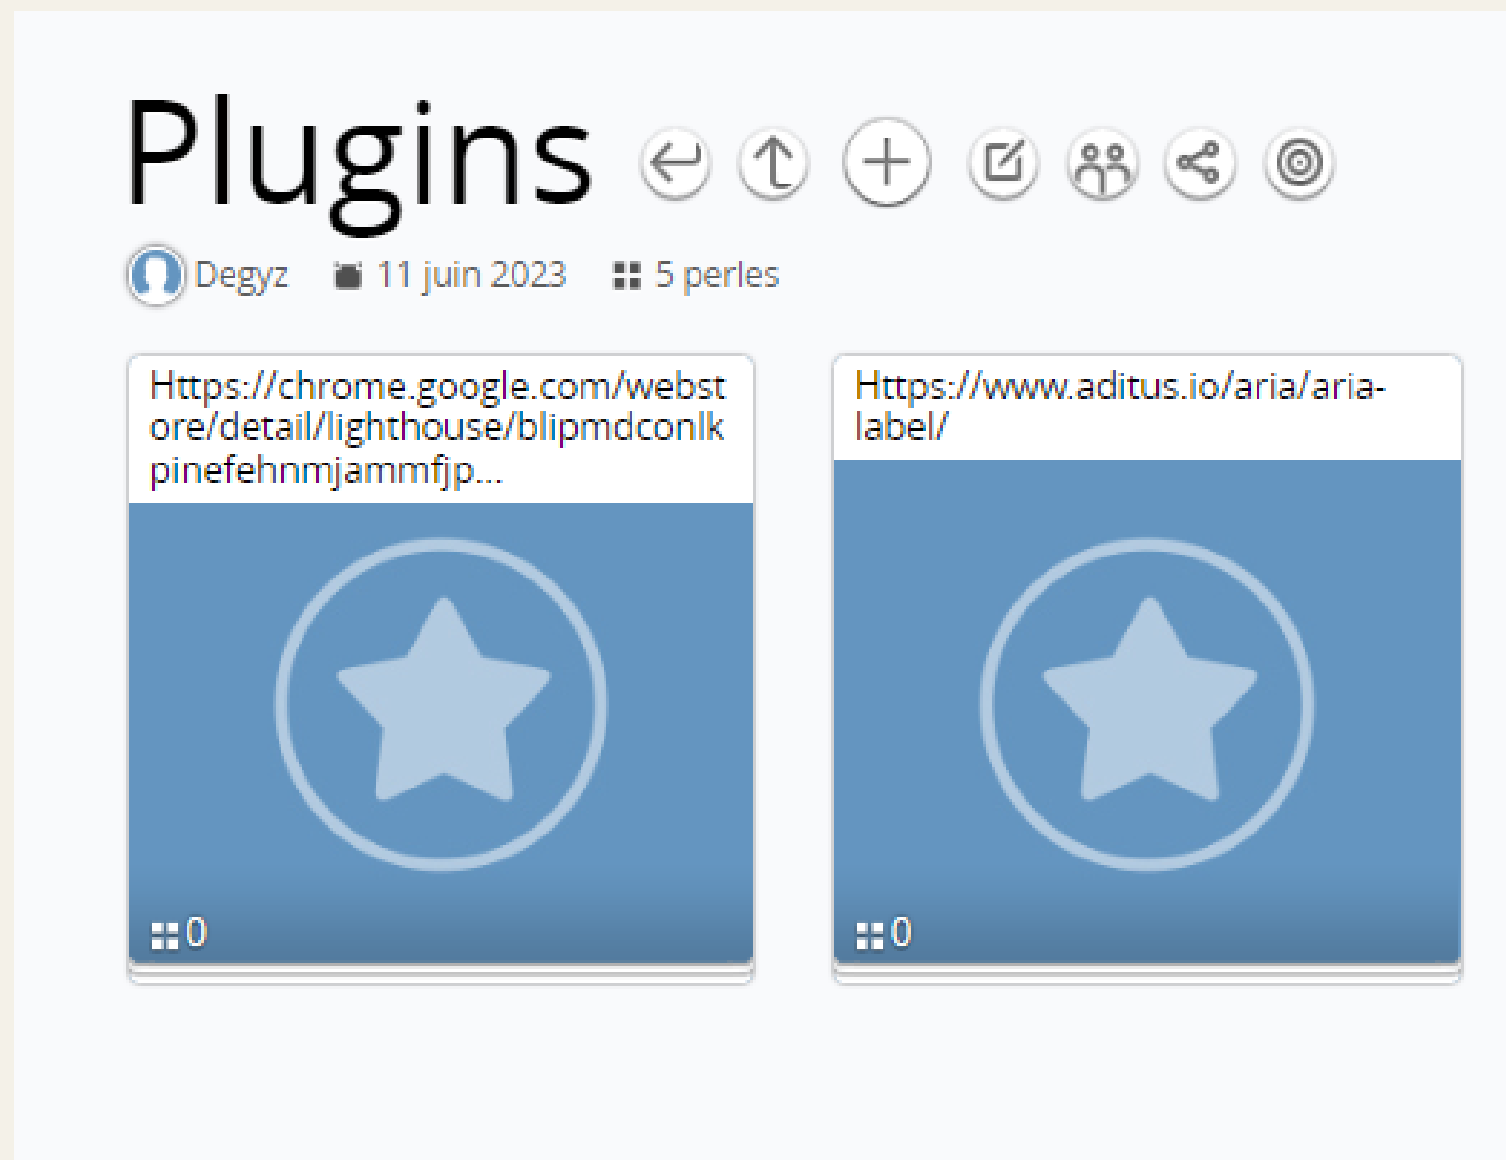 Plugins
Degyz 11 juin 2023 5 perles
Https://chrome.google.com/webst
ore/detail/lighthouse/blipmdconlk
pinefehnmjammfjp...
0
Https://www.aditus.io/aria/aria-
label/
0